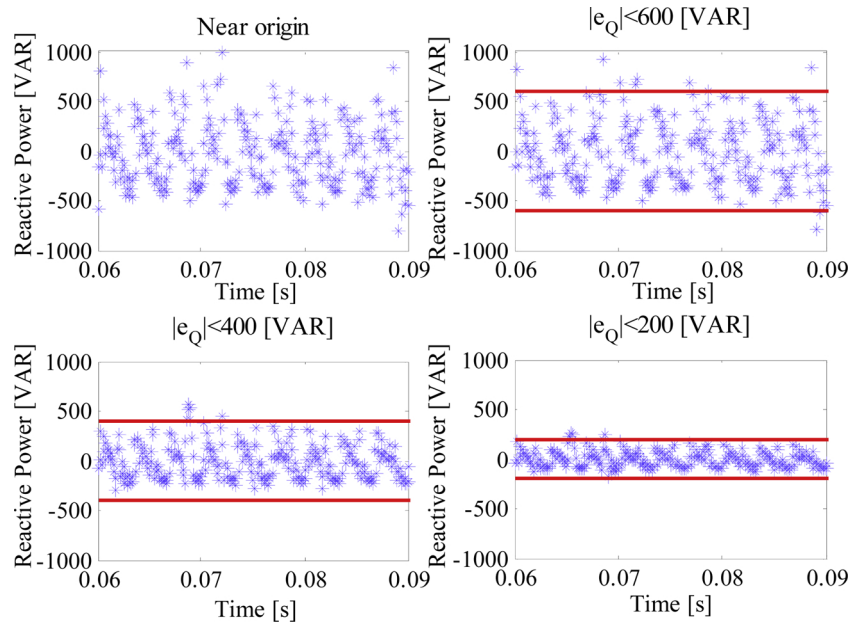 Near origin
Reactive Power [VAR]
1000
500
0
-500
-1000
0.06 0.07 0.08 0.09
Time [s]
|e_Q|<600 [VAR]
Reactive Power [VAR]
1000
500
0
-500
-1000
0.06 0.07 0.08 0.09
Time [s]
|e_Q|<400 [VAR]
Reactive Power [VAR]
1000
500
0
-500
-1000
0.06 0.07 0.08 0.09
Time [s]
|e_Q|<200 [VAR]
Reactive Power [VAR]
1000
500
0
-500
-1000
0.06 0.07 0.08 0.09
Time [s]